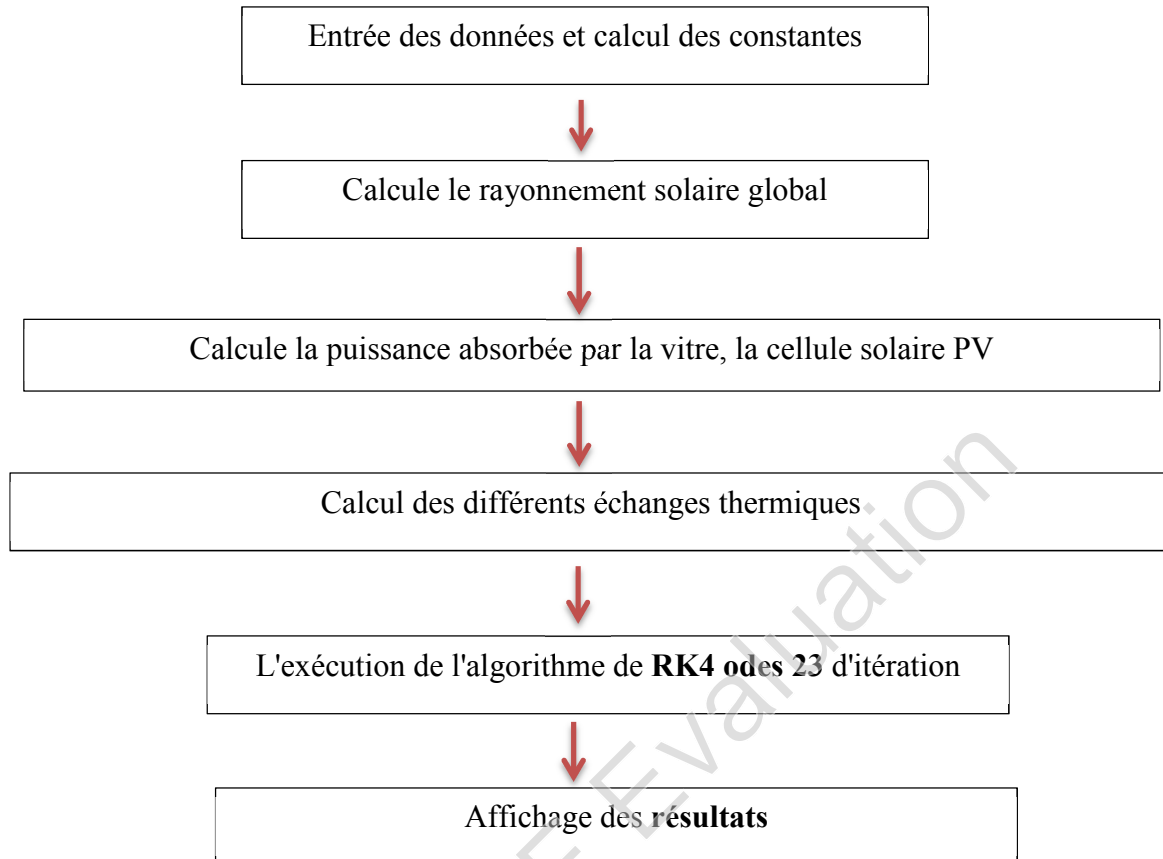 Entrée des données et calcul des constantes
Calcule le rayonnement solaire global
Calcule la puissance absorbée par la vitre, la cellule solaire PV
Calcul des différents échanges thermiques
L'exécution de l'algorithme de RK4 odes 23 d'itération
Affichage des résultats
E Evaluation